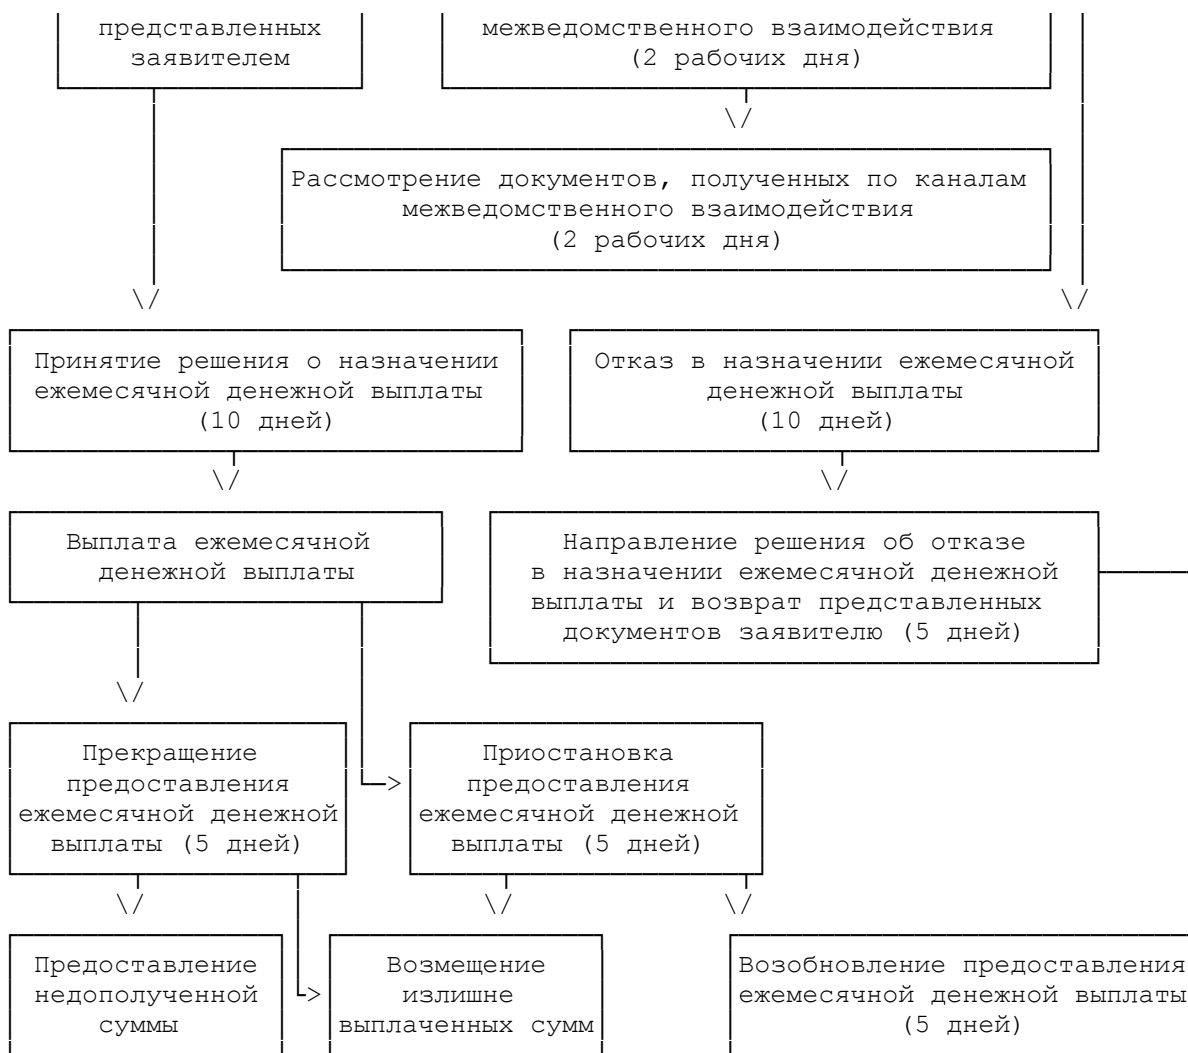 представленных
заявителем
межведомственного взаимодействия
(2 рабочих дня)
Рассмотрение документов, полученных по каналам
межведомственного взаимодействия
(2 рабочих дня)
Принятие решения о назначении
ежемесячной денежной выплаты
(10 дней)
Отказ в назначении ежемесячной
денежной выплаты
(10 дней)
Выплата ежемесячной
денежной выплаты
Направление решения об отказе
в назначении ежемесячной денежной
выплаты и возврат представленных
документов заявителю (5 дней)
Прекращение
предоставления
ежемесячной денежной
выплаты (5 дней)
Приостановка
предоставления
ежемесячной денежной
выплаты (5 дней)
Предоставление
недополученной
суммы
Возмещение
излишне
выплаченных сумм
Возобновление предоставления
ежемесячной денежной выплаты
(5 дней)